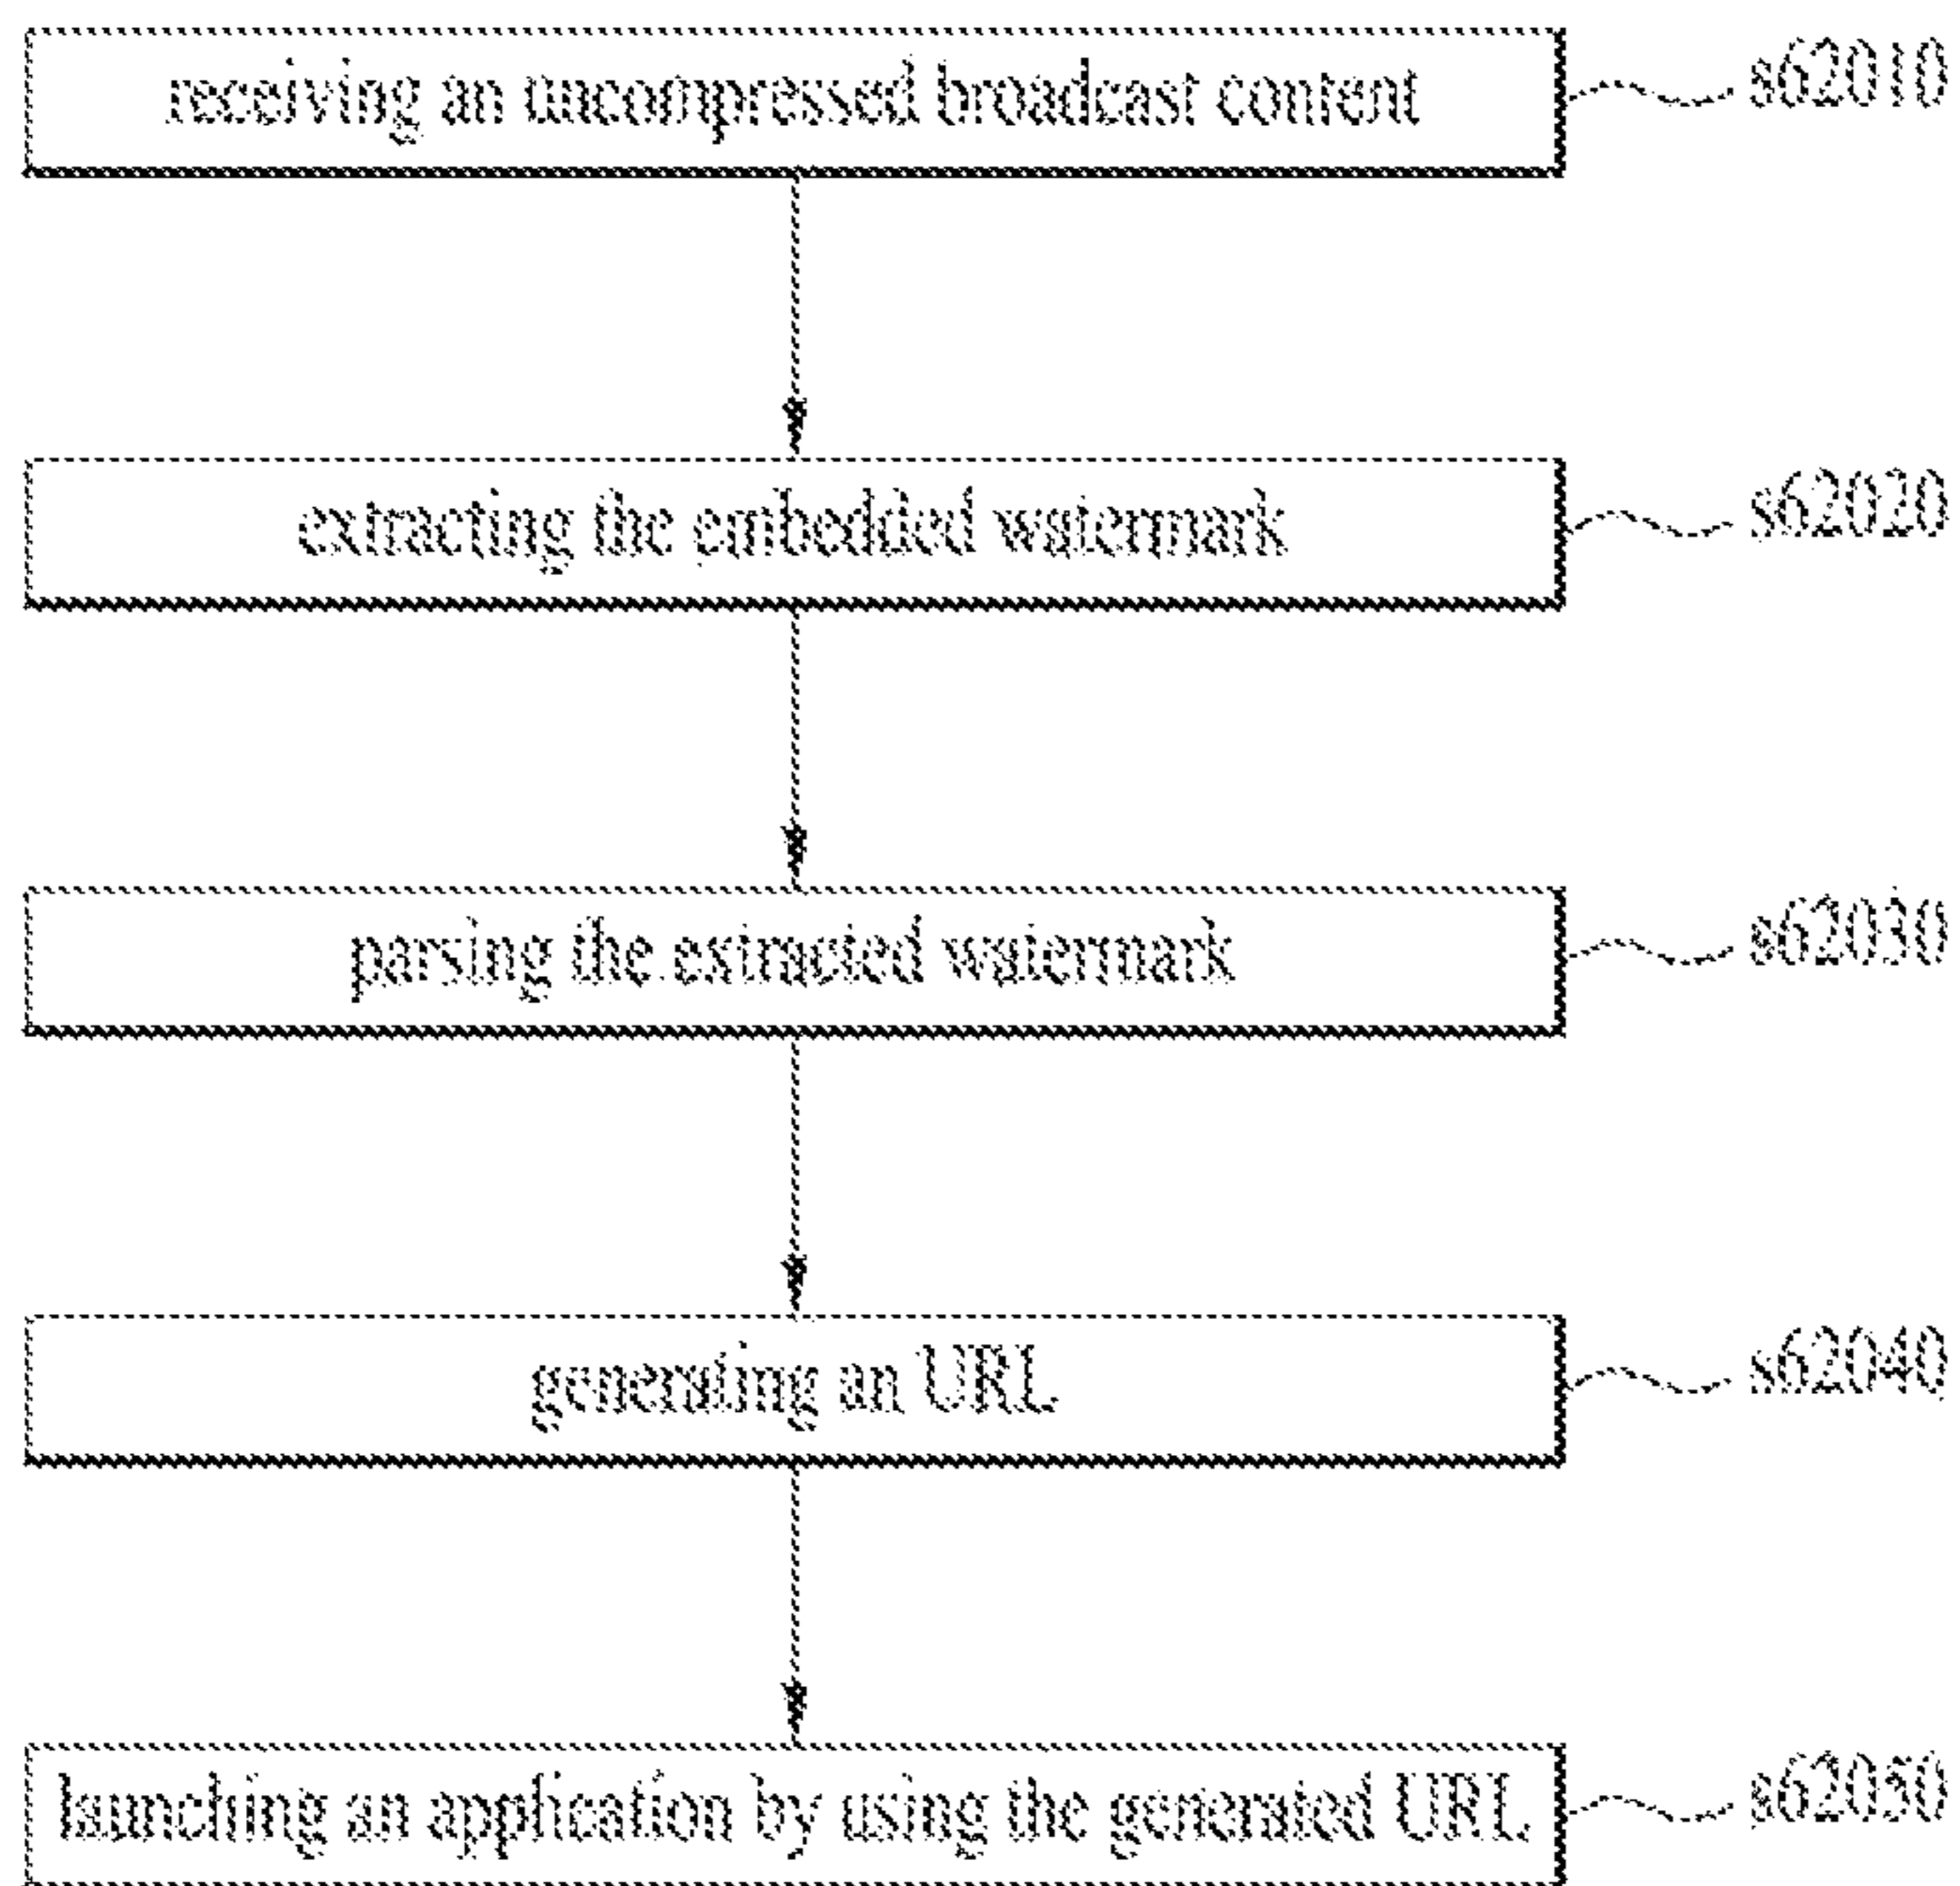 receiving an uncompressed broadcast content
s62010
extracting the embedded watermark
s62020
parsing the extracted watermark
s62030
generating an URL
s62040
launching an application by using the generated URL
s62050